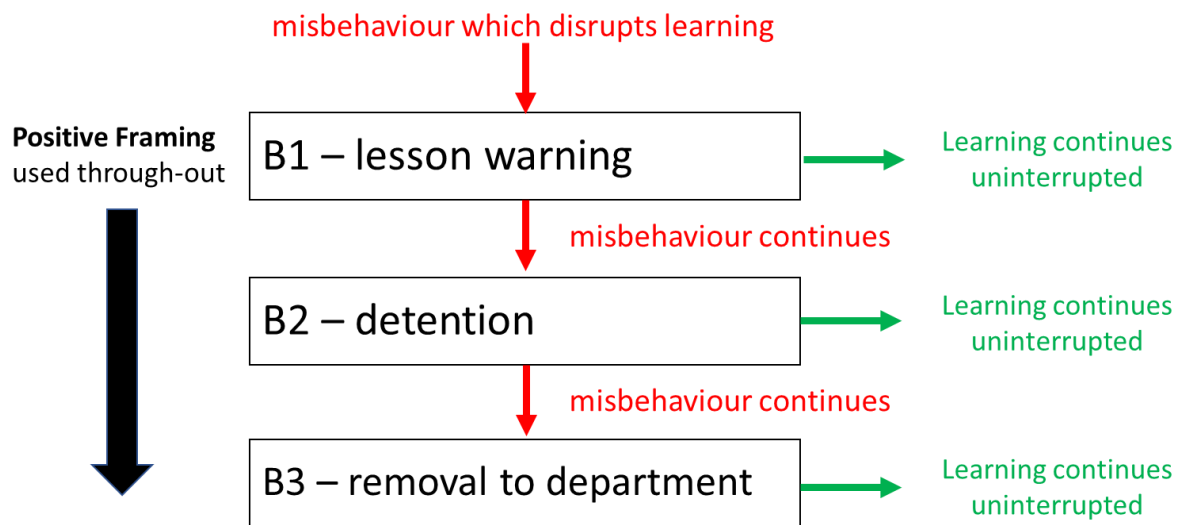 misbehaviour which disrupts learning
Positive Framing
used through-out
B1 – lesson warning
Learning continues
uninterrupted
misbehaviour continues
B2 – detention
Learning continues
uninterrupted
misbehaviour continues
B3 – removal to department
Learning continues
uninterrupted